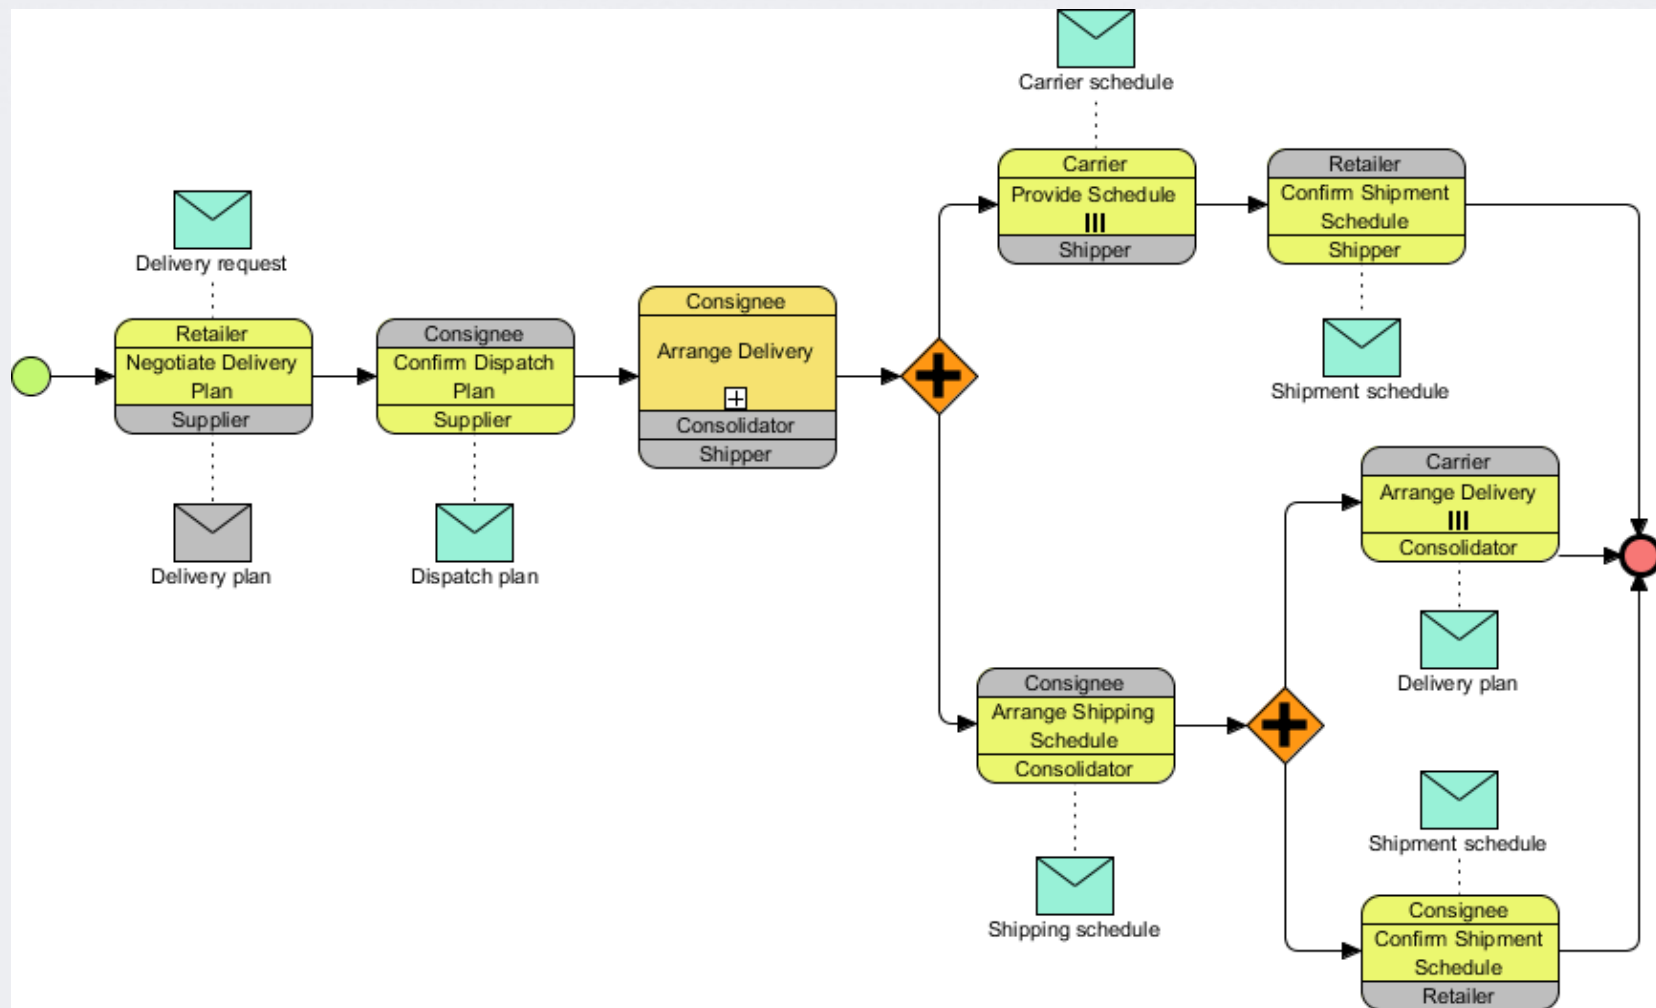 Carrier schedule
Carrier
Provide Schedule
Shipper
Retailer
Confirm Shipment
Schedule
Shipper
Shipment schedule
Delivery request
Retailer
Negotiate Delivery
Plan
Supplier
Delivery plan
Consignee
Confirm Dispatch
Plan
Supplier
Dispatch plan
Consignee
Arrange Delivery
Consolidator
Shipper
Carrier
Arrange Delivery
Consolidator
Delivery plan
Consignee
Arrange Shipping
Schedule
Consolidator
Shipping schedule
Shipment schedule
Consignee
Confirm Shipment
Schedule
Retailer